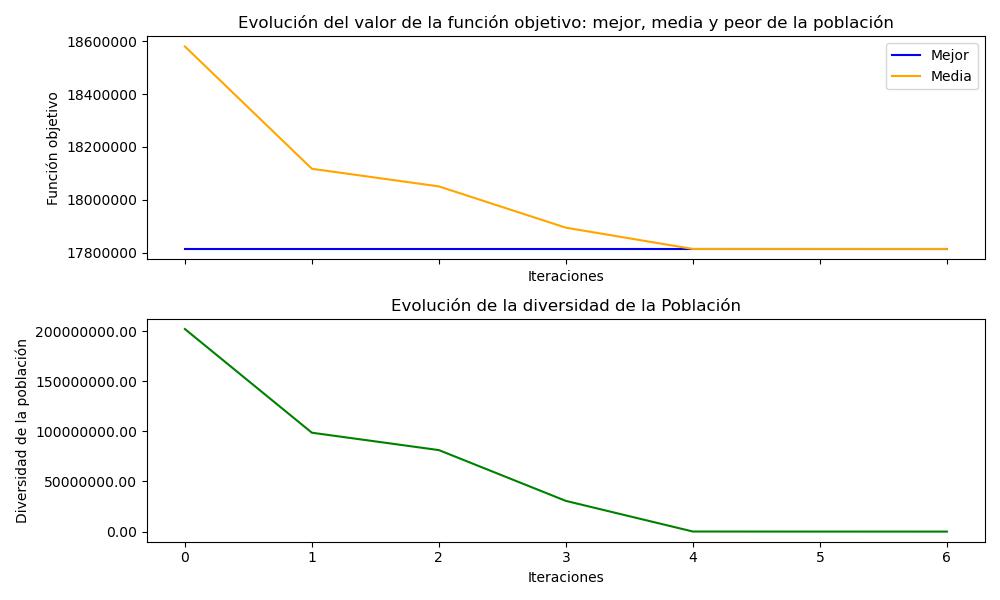 Evolución del valor de la función objetivo: mejor, media y peor de la población
Función objetivo
18600000
18400000
18200000
18000000
17800000
Mejor
Media
Iteraciones
Evolución de la diversidad de la Población
Diversidad de la población
200000000.00
150000000.00
100000000.00
50000000.00
0.00
0 1 2 3 4 5 6
Iteraciones